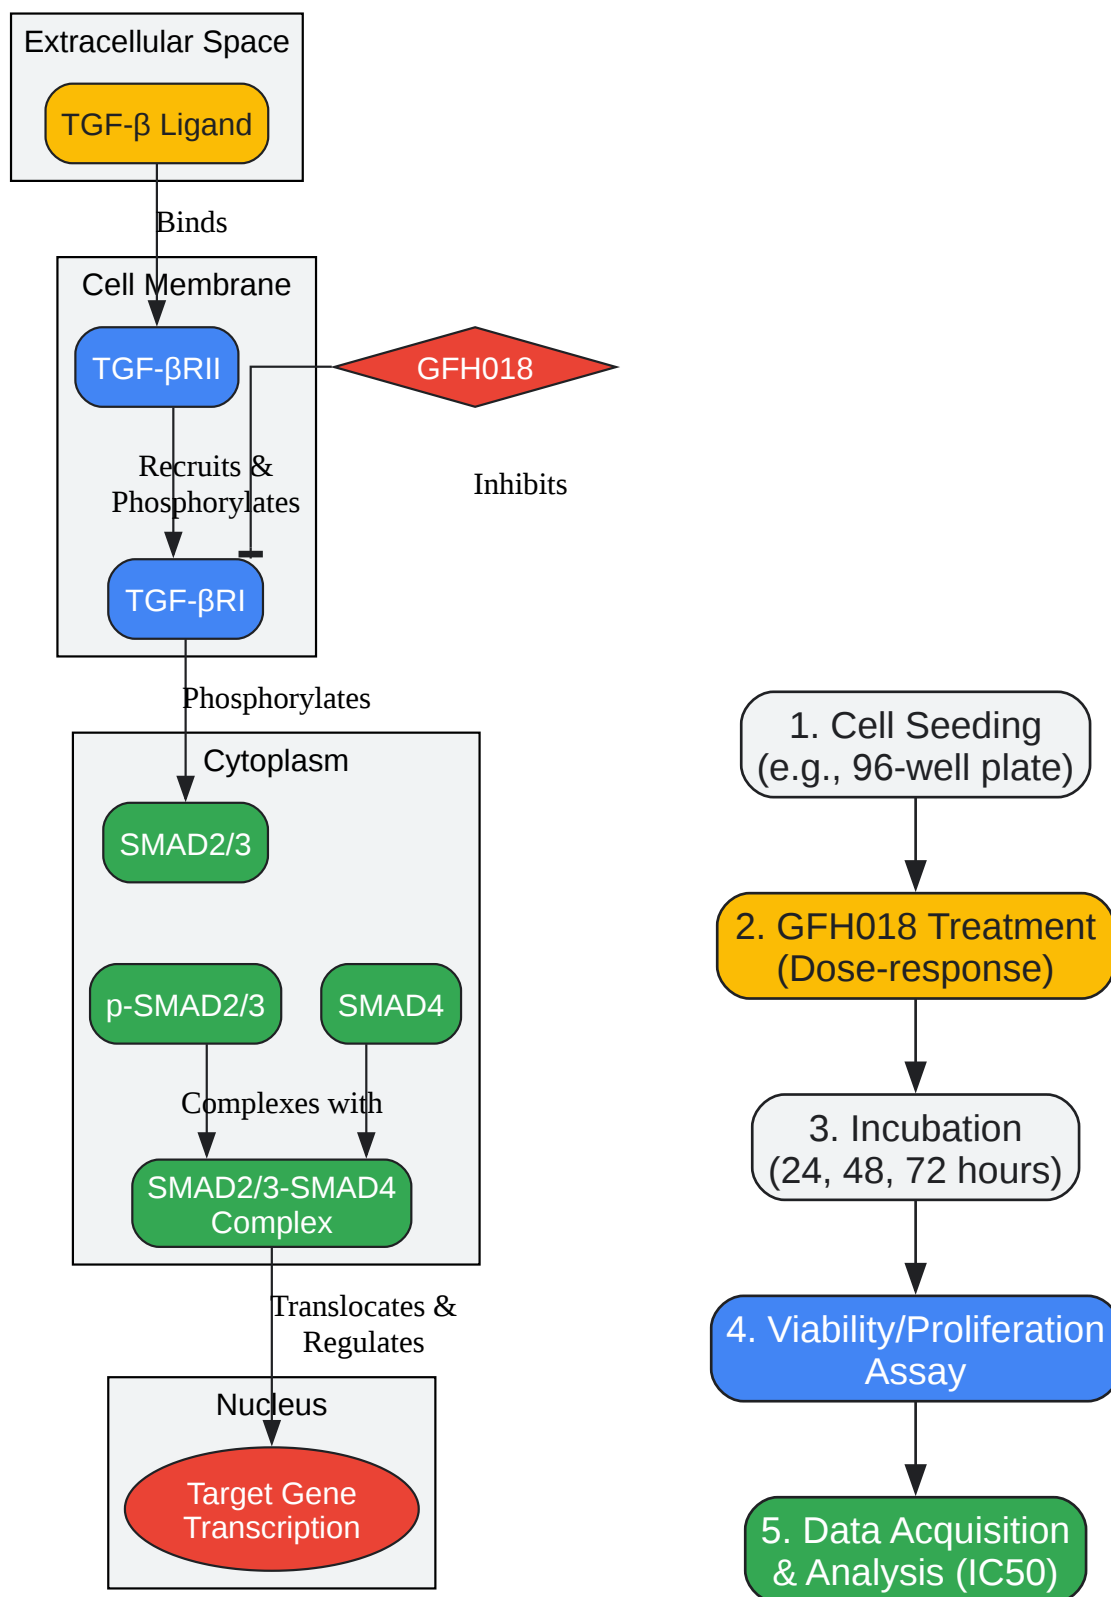 Extracellular Space
TGF-β Ligand
Binds
Cell Membrane
TGF-βRII
GFH018
Recruits &
Phosphorylates
Inhibits
TGF-βRI
Phosphorylates
Cytoplasm
SMAD2/3
p-SMAD2/3
SMAD4
Complexes with
SMAD2/3-SMAD4
Complex
Translocates &
Regulates
Nucleus
Target Gene
Transcription
1. Cell Seeding
(e.g., 96-well plate)
2. GFH018 Treatment
(Dose-response)
3. Incubation
(24, 48, 72 hours)
4. Viability/Proliferation
Assay
5. Data Acquisition
& Analysis (IC50)